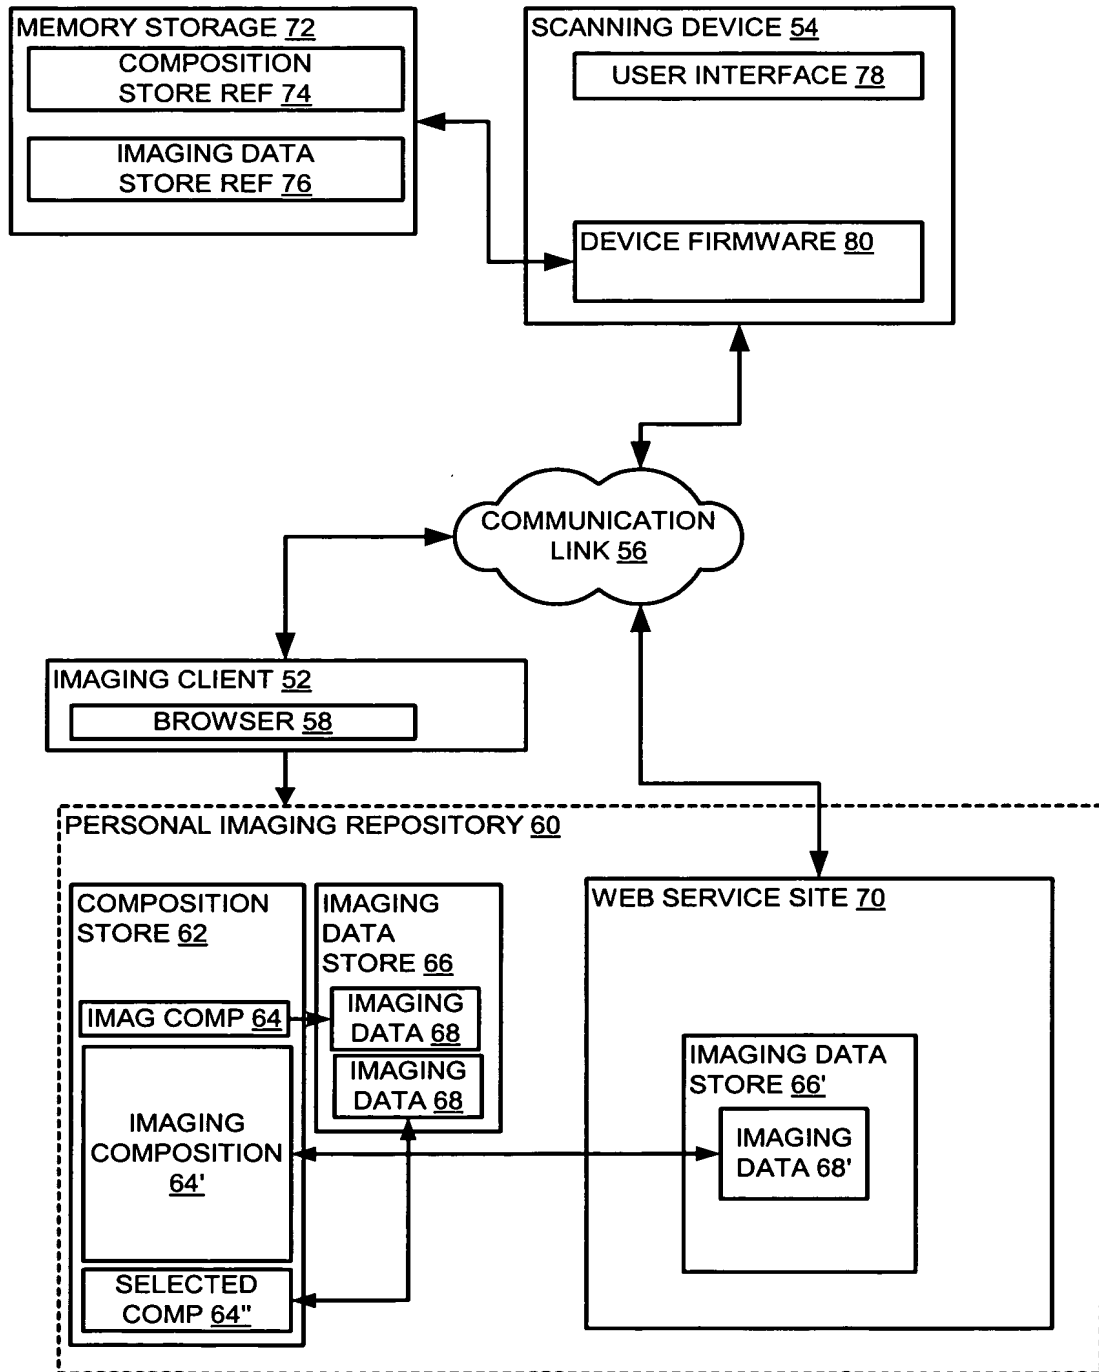 MEMORY STORAGE 72
COMPOSITION
STORE REF 74
IMAGING DATA
STORE REF 76
SCANNING DEVICE 54
USER INTERFACE 78
DEVICE FIRMWARE 80
COMMUNICATION
LINK 56
IMAGING CLIENT 52
BROWSER 58
PERSONAL IMAGING REPOSITORY 60
COMPOSITION
STORE 62
IMAG COMP 64
IMAGING
COMPOSITION
64'
SELECTED
COMP 64"
IMAGING
DATA
STORE 66
IMAGING
DATA 68
IMAGING
DATA 68
WEB SERVICE SITE 70
IMAGING DATA
STORE 66'
IMAGING
DATA 68'